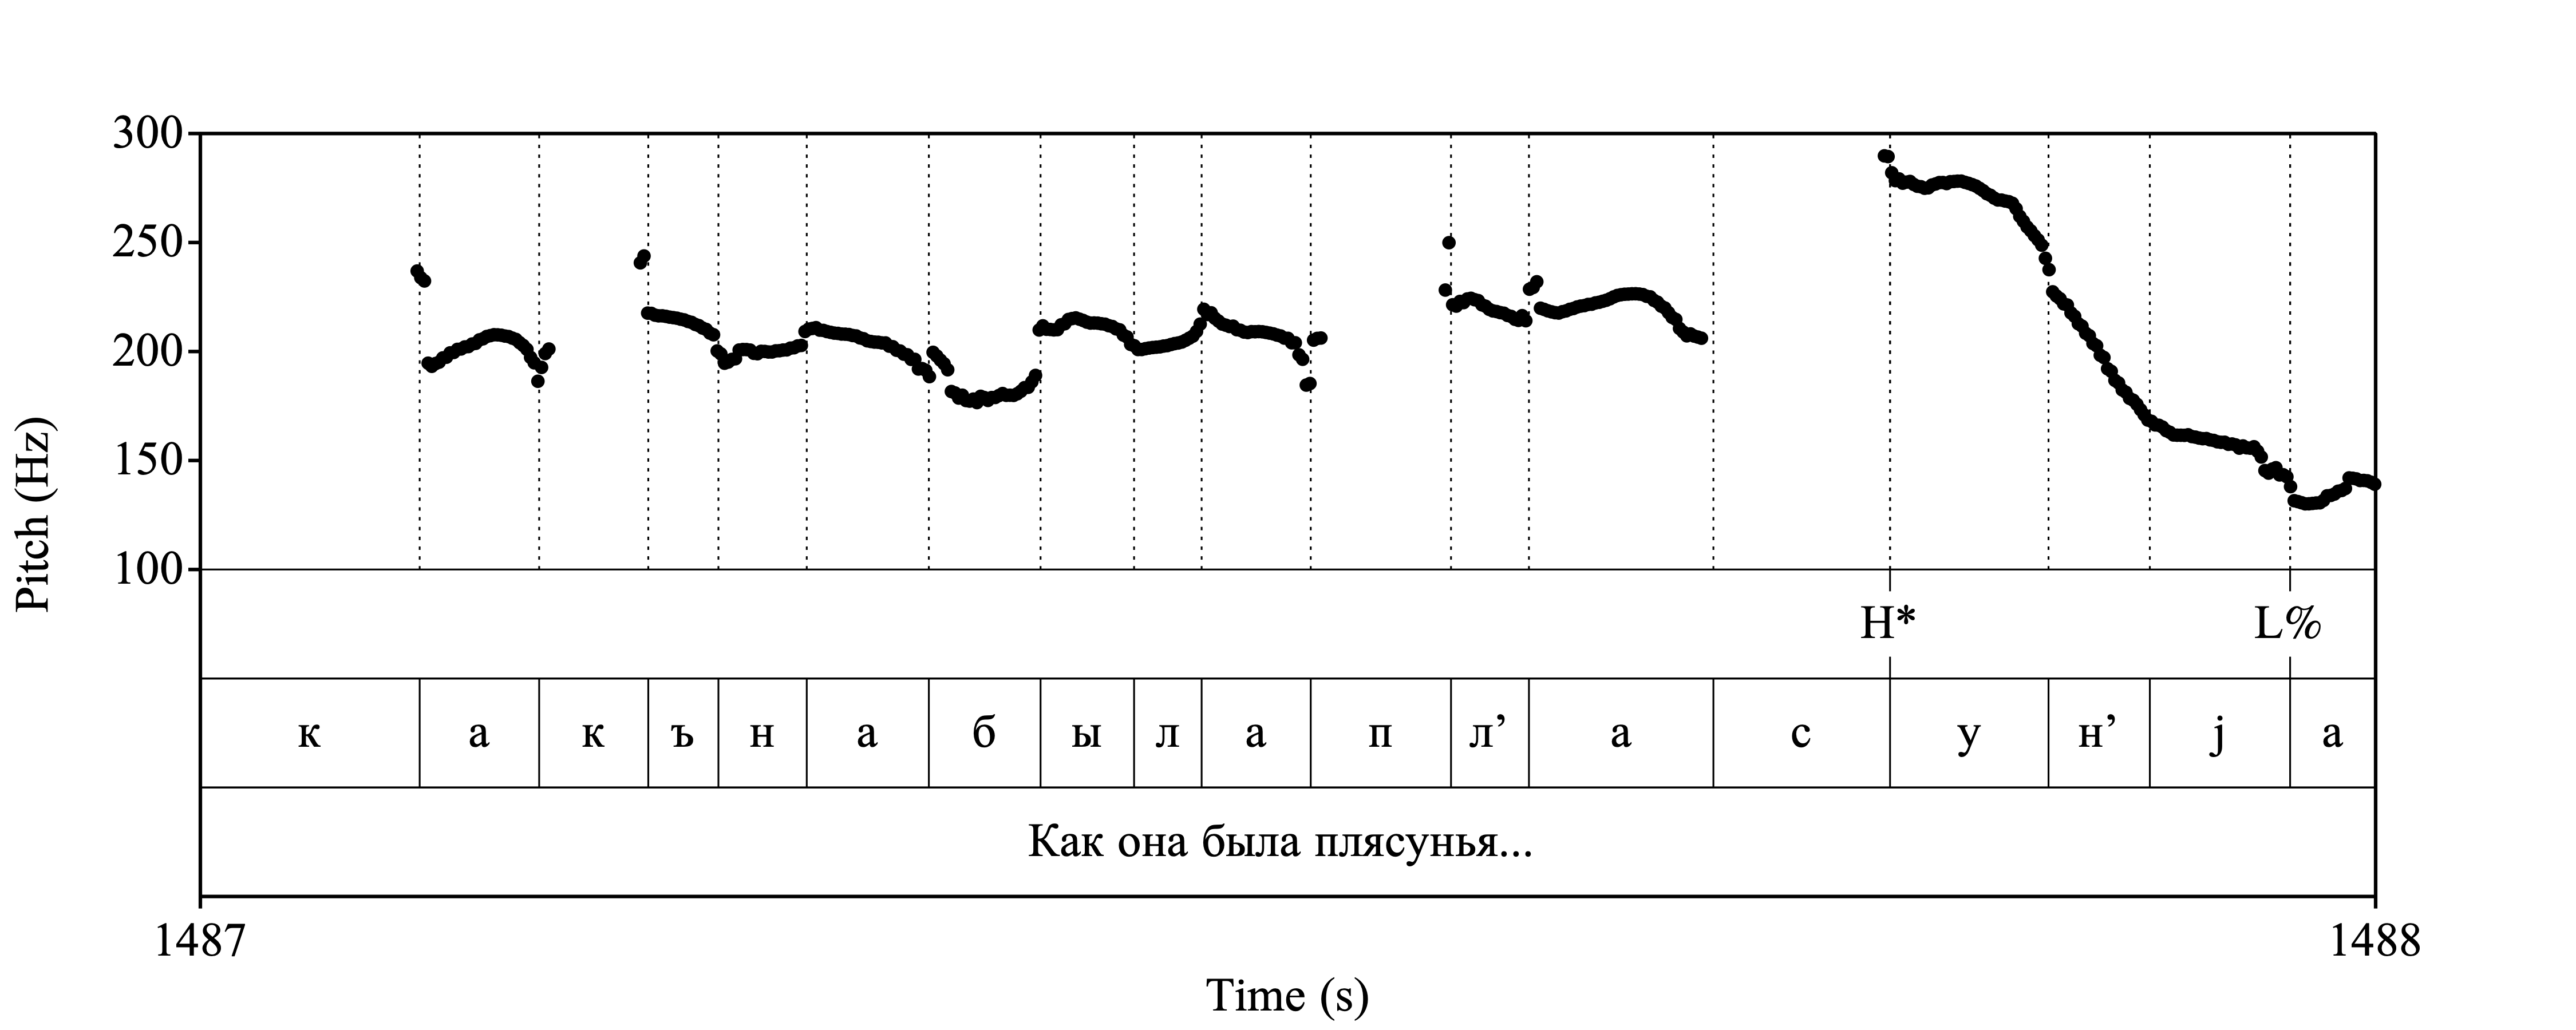 300
250
200
150
100
Pitch (Hz)
H* L%
к а к ъ н а б ы л а п л’ а с у н’ j а
Как она была плясунья...
1487 1488
Time (s)